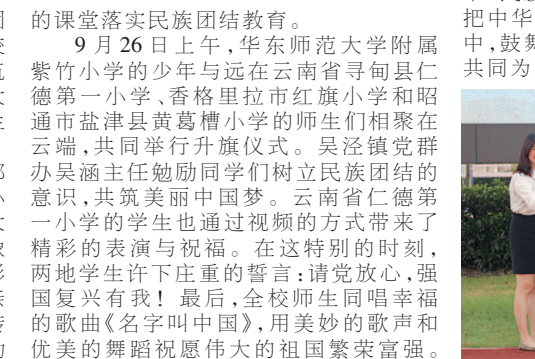 的课堂落实民族团结教育。
9月26日上午,华东师范大学附属
紫竹小学的少年与远在云南省寻甸县仁
德第一小学、香格里拉市红旗小学和昭
通市盐津县黄葛槽小学的师生们相聚在
云端,共同举行升旗仪式。吴泾镇党群
办吴涵主任勉励同学们树立民族团结的
意识,共筑美丽中国梦。云南省仁德第
一小学的学生也通过视频的方式带来了
精彩的表演与祝福。在这特别的时刻,
两地学生许下庄重的誓言:请党放心,强
国复兴有我!最后,全校师生同唱幸福
的歌曲《名字叫中国》,用美妙的歌声和
优美的舞蹈祝愿伟大的祖国繁荣富强。
把中华
中,鼓舞
共同为